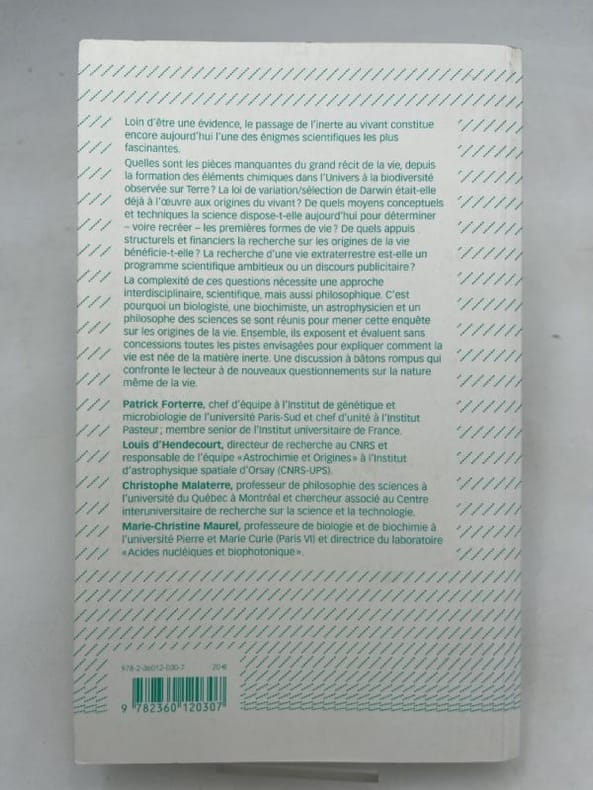 Loin d'être une évidence, le passage de l'inerte au vivant constitue
encore aujourd'hui l'une des énigmes scientifiques les plus
fascinantes.
Quelles sont les pièces manquantes du grand récit de la vie, depuis
la formation des éléments chimiques dans l'Univers à la biodiversité
observée sur Terre ? La loi de variation/sélection de Darwin était-elle
déjà à l'œuvre aux origines du vivant ? De quels moyens conceptuels
et techniques la science dispose-t-elle aujourd'hui pour déterminer
– voire recréer – les premières formes de vie ? De quels appuis
structurels et financiers la recherche sur les origines de la vie
bénéficie-t-elle ? La recherche d'une vie extraterrestre est-elle un
programme scientifique ambitieux ou un discours publicitaire ?
La complexité de ces questions nécessite une approche
interdisciplinaire, scientifique, mais aussi philosophique. C'est
pourquoi un biologiste, une biochimiste, un astrophysicien et un
philosophe des sciences se sont réunis pour mener cette enquête
sur les origines de la vie. Ensemble, ils exposent et évaluent sans
concessions toutes les pistes envisagées pour expliquer comment la
vie est née de la matière inerte. Une discussion à bâtons rompus qui
confronte le lecteur à de nouveaux questionnements sur la nature
même de la vie.
Patrick Forterre, chef d'équipe à l'Institut de génétique et
microbiologie de l'université Paris-Sud et chef d'unité à l'Institut
Pasteur ; membre senior de l'Institut universitaire de France.
Louis d'Hendecourt, directeur de recherche au CNRS et
responsable de l'équipe «Astrochimie et Origines» à l'Institut
d'astrophysique spatiale d'Orsay (CNRS-UPS).
Christophe Malaterre, professeur de philosophie des sciences à
l'université du Québec à Montréal et chercheur associé au Centre
interuniversitaire de recherche sur la science et la technologie.
Marie-Christine Maurel, professeure de biologie et de biochimie à
l'université Pierre et Marie Curie (Paris VI) et directrice du laboratoire
«Acides nucléiques et biophotonique».
978-2-36012-030-7 20 €
9 782360 120307